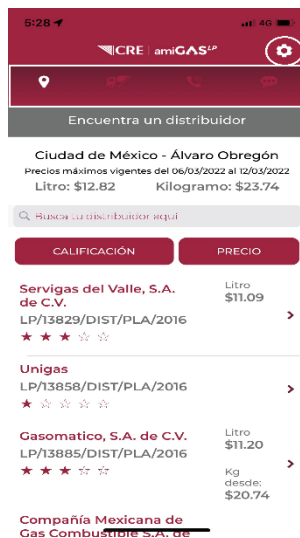 5:28
4G
CRE amiGAS LP
Encuentra un distribuidor
Ciudad de México - Álvaro Obregón
Precios máximos vigentes del 06/03/2022 al 12/03/2022
Litro: $12.82 Kilogramo: $23.74
Busca tu distribuidor aquí
CALIFICACIÓN PRECIO
Servigas del Valle, S.A. de C.V.
LP/13829/DIST/PLA/2016
Litro
$11.09
Unigas
LP/13858/DIST/PLA/2016
Gasomatico, S.A. de C.V.
LP/13885/DIST/PLA/2016
Litro
$11.20
Kg
desde:
$20.74
Compañía Mexicana de
Gas Combustible S.A. de